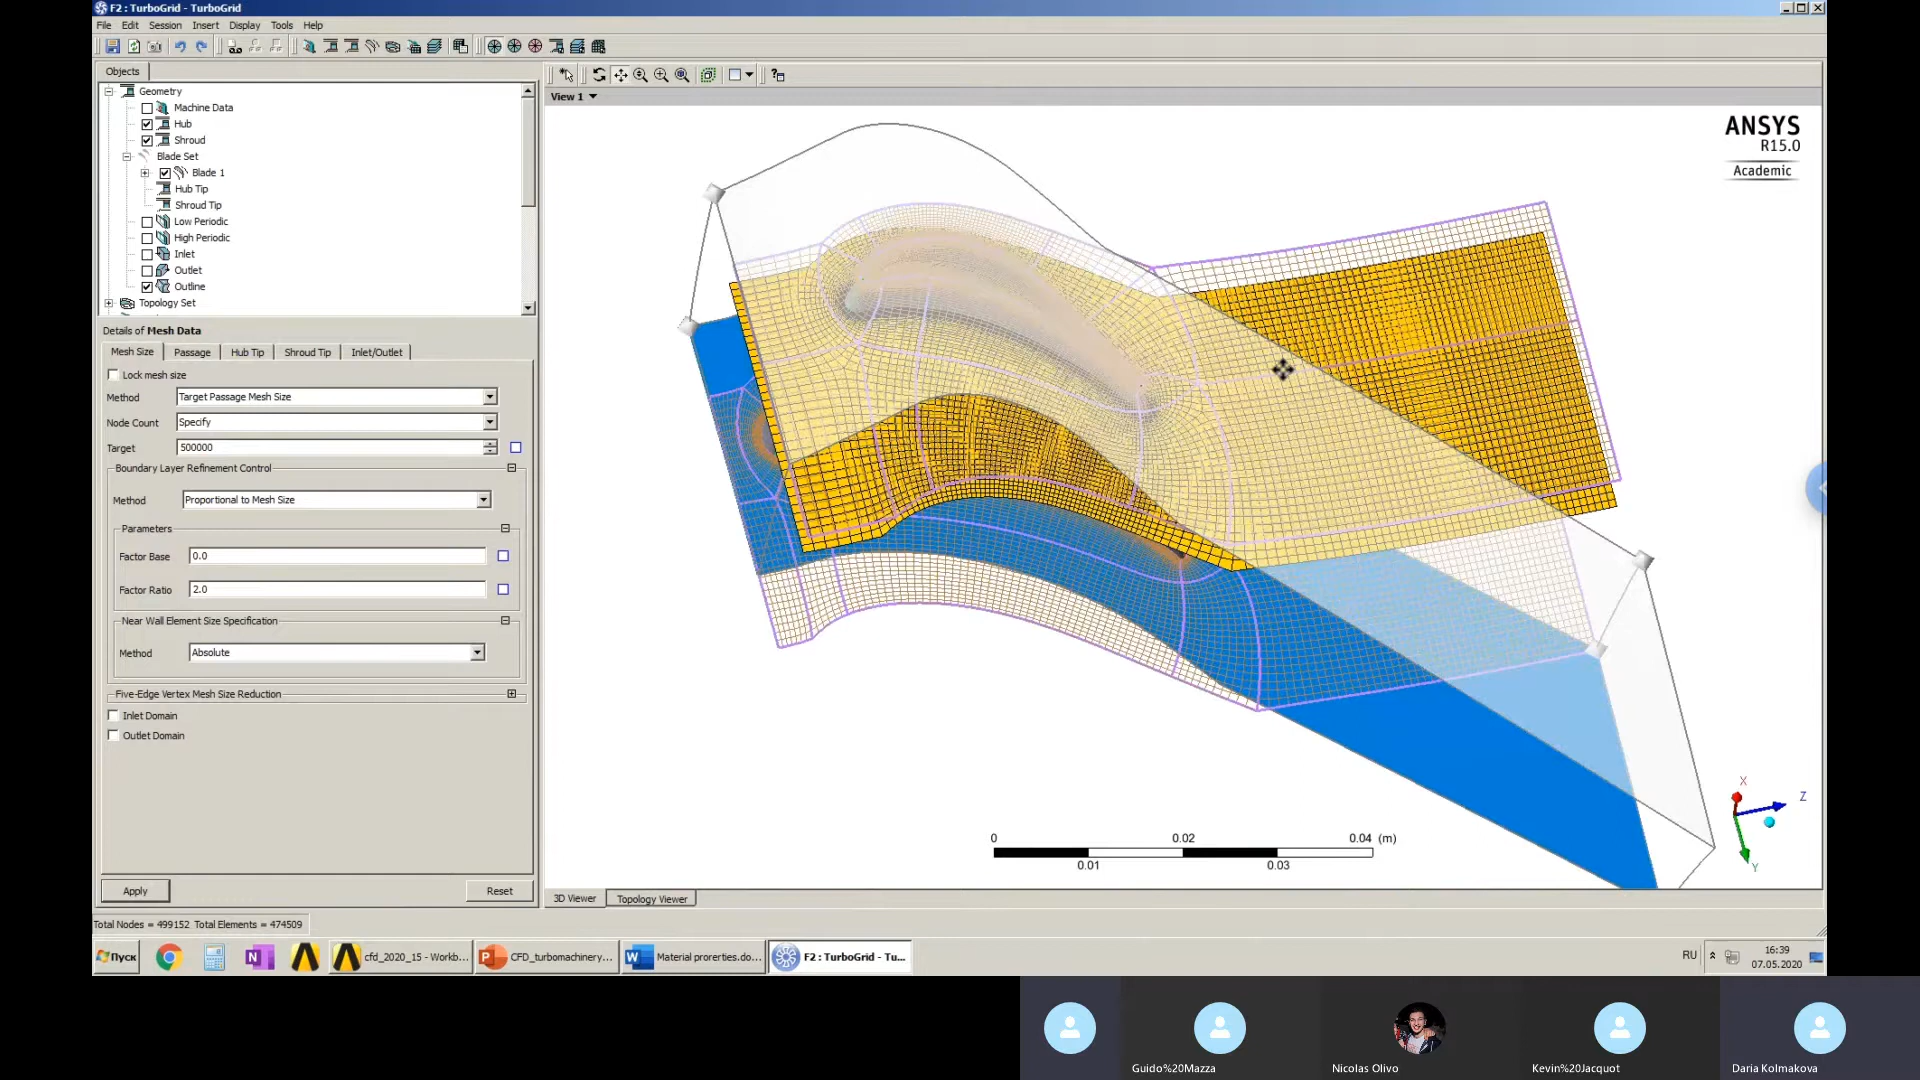 F2 : TurboGrid - TurboGrid
File Edit Session Insert Display Tools Help
Objects
Geometry
Machine Data
Hub
Shroud
Blade Set
Blade 1
Hub Tip
Shroud Tip
Low Periodic
High Periodic
Inlet
Outlet
Outline
Topology Set
Details of Mesh Data
Mesh Size Passage Hub Tip Shroud Tip Inlet/Outlet
Lock mesh size
Method Target Passage Mesh Size
Node Count Specify
Target 500000
Boundary Layer Refinement Control
Method Proportional to Mesh Size
Parameters
Factor Base 0.0
Factor Ratio 2.0
Near Wall Element Size Specification
Method Absolute
Five-Edge Vertex Mesh Size Reduction
Inlet Domain
Outlet Domain
Apply Reset
Total Nodes = 499152 Total Elements = 474509
View 1
ANSYS
R15.0
Academic
X
Z
Y
0 0.02 0.04 (m)
0.01 0.03
3D Viewer Topology Viewer
Пуск
cfd_2020_15 - Workb...
CFD_turbomachinery...
Material prorerties.do...
F2 : TurboGrid - Tu...
RU
16:39
07.05.2020
Guido%20Mazza
Nicolas Olivo
Kevin%20Jacquot
Daria Kolmakova